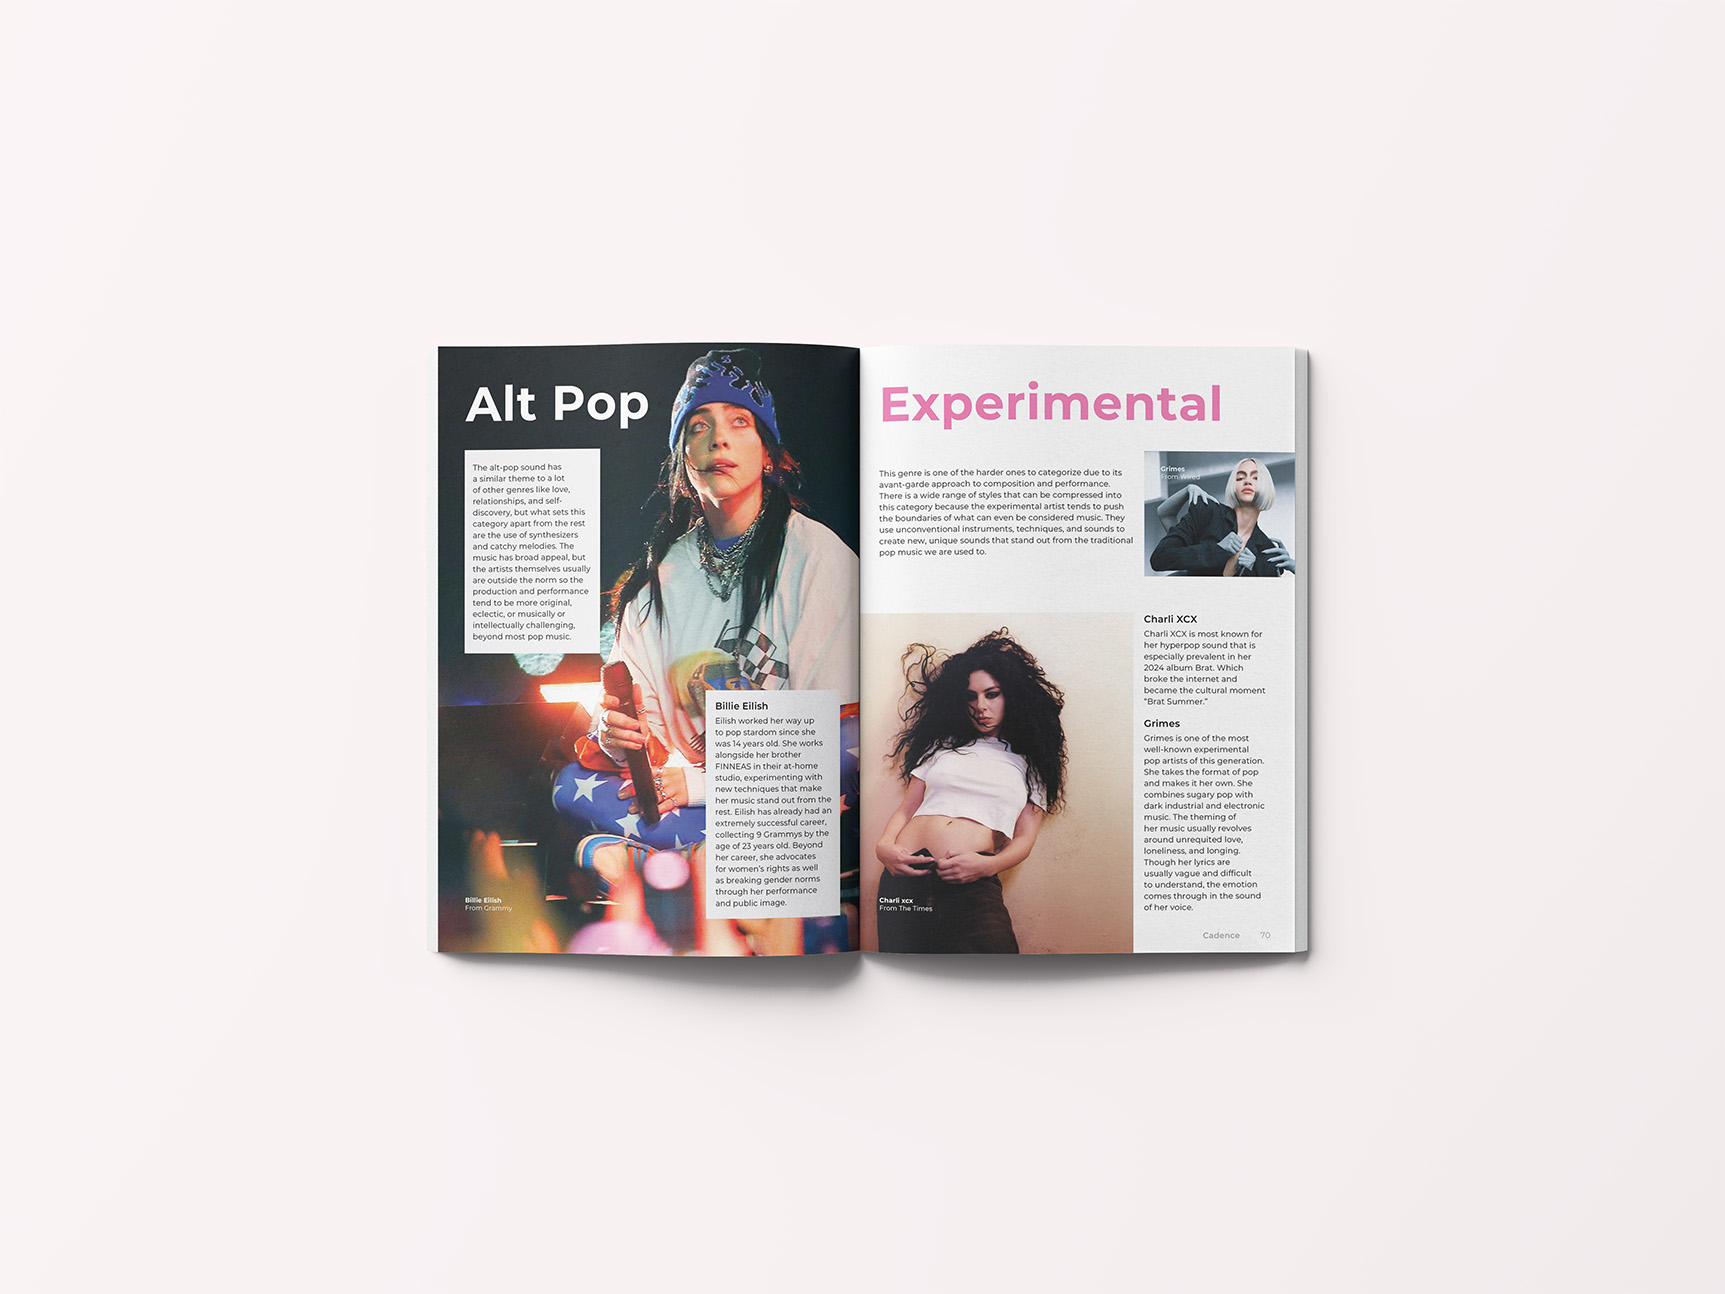 Alt Pop
The alt-pop sound has
a similar theme to a lot
of other genres like love,
relationships, and self-
discovery, but what sets this
category apart from the rest
are the use of synthesizers
and catchy melodies. The
music has broad appeal, but
the artists themselves usually
are outside the norm so the
production and performance
tend to be more original,
eclectic, or musically or
intellectually challenging,
beyond most pop music.
Billie Eilish
Eilish worked her way up
to pop stardom since she
was 14 years old. She works
alongside her brother
FINNEAS in their at-home
studio, experimenting with
new techniques that make
her music stand out from the
rest. Eilish has already had an
extremely successful career,
collecting 9 Grammys by the
age of 23 years old. Beyond
her career, she advocates
for women's rights as well
as breaking gender norms
through her performance
and public image.
Billie Eilish
From Grammy
Experimental
This genre is one of the harder ones to categorize due to its
avant-garde approach to composition and performance.
There is a wide range of styles that can be compressed into
this category because the experimental artist tends to push
the boundaries of what can even be considered music. They
use unconventional instruments, techniques, and sounds to
create new, unique sounds that stand out from the traditional
pop music we are used to.
Grimes
From Wired
Charli xcx
From The Times
Charli XCX
Charli XCX is most known for
her hyperpop sound that is
especially prevalent in her
2024 album Brat. Which
broke the internet and
became the cultural moment
“Brat Summer.”
Grimes
Grimes is one of the most
well-known experimental
pop artists of this generation.
She takes the format of pop
and makes it her own. She
combines sugary pop with
dark industrial and electronic
music. The theming of
her music usually revolves
around unrequited love,
loneliness, and longing.
Though her lyrics are
usually vague and difficult
to understand, the emotion
comes through in the sound
of her voice.
Cadence 70